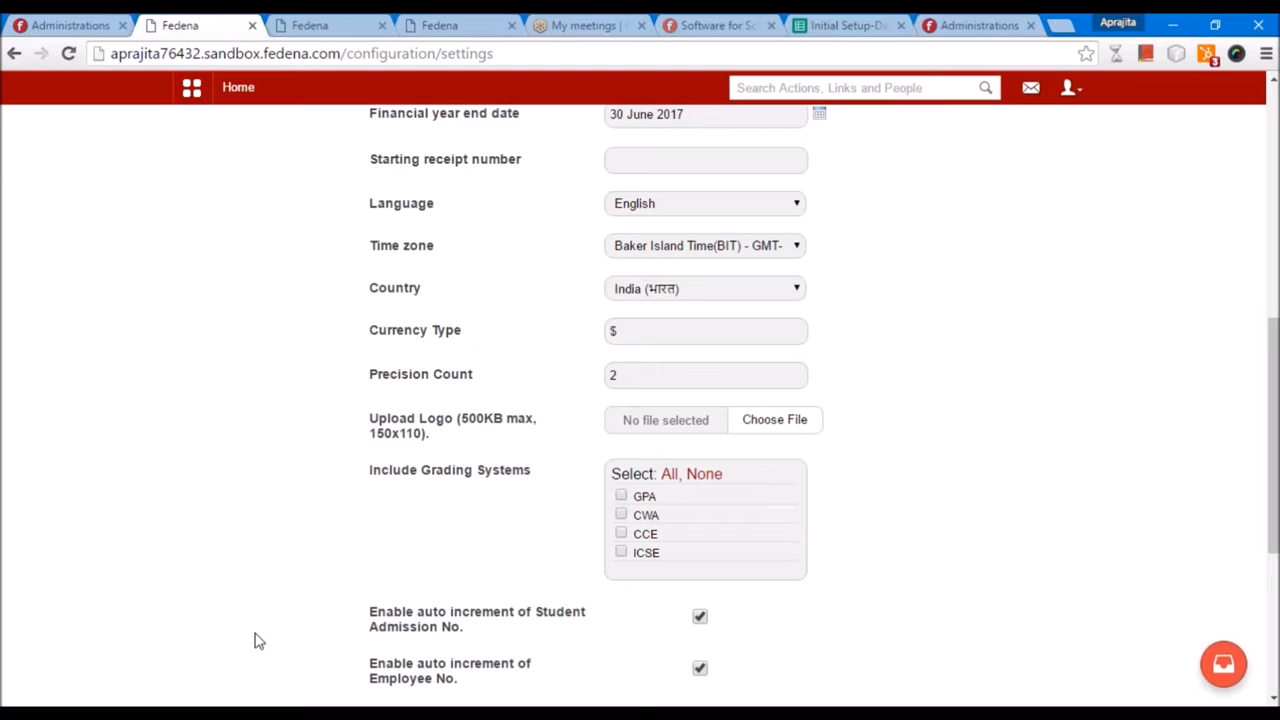 Administrations
Fedena
Fedena
Fedena
My meetings |
Software for Sc
Initial Setup-Da
Administrations
Aprajita
aprajita76432.sandbox.fedena.com/configuration/settings
3
Home
Search Actions, Links and People
Financial year end date
30 June 2017
Starting receipt number
Language
English
Time zone
Baker Island Time(BIT) - GMT-
Country
India (भारत)
Currency Type
$
Precision Count
2
Upload Logo (500KB max,
150x110).
No file selected
Choose File
Include Grading Systems
Select: All, None
GPA
CWA
CCE
ICSE
Enable auto increment of Student
Admission No.
Enable auto increment of
Employee No.